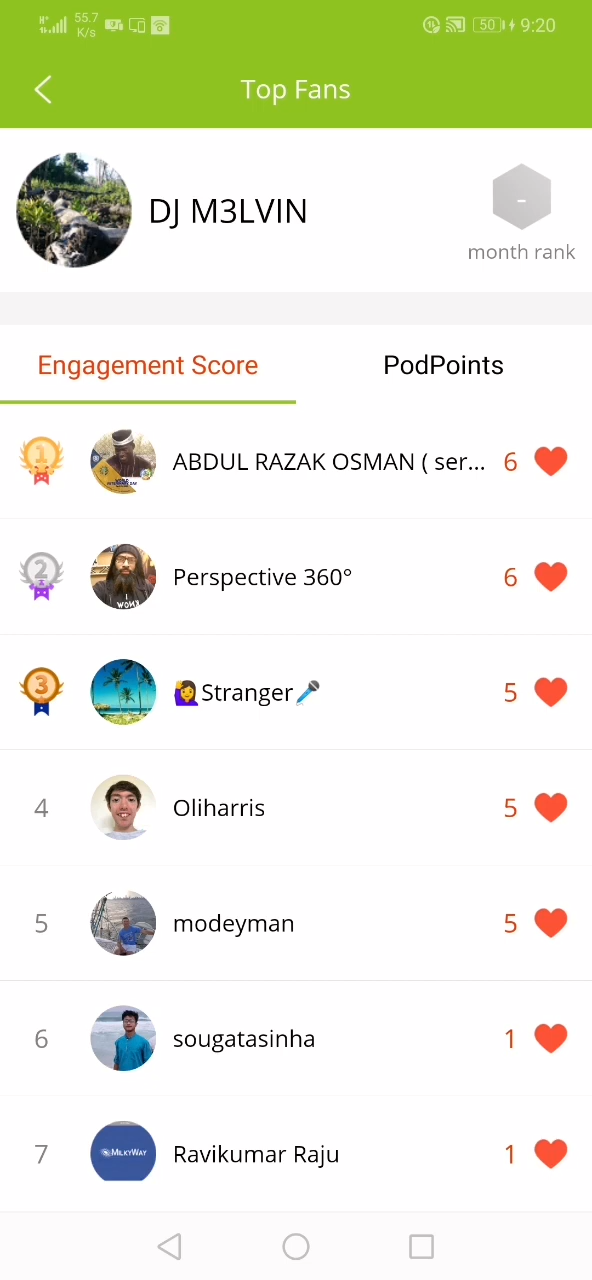 55.7 K/s
50
9:20
Top Fans
DJ M3LVIN
-
month rank
Engagement Score
PodPoints
1
ABDUL RAZAK OSMAN ( ser...
6
2
Perspective 360°
6
3
🙋‍♀️Stranger🎤
5
4
Oliharris
5
5
modeyman
5
6
sougatasinha
1
7
MILKYWAY
Ravikumar Raju
1